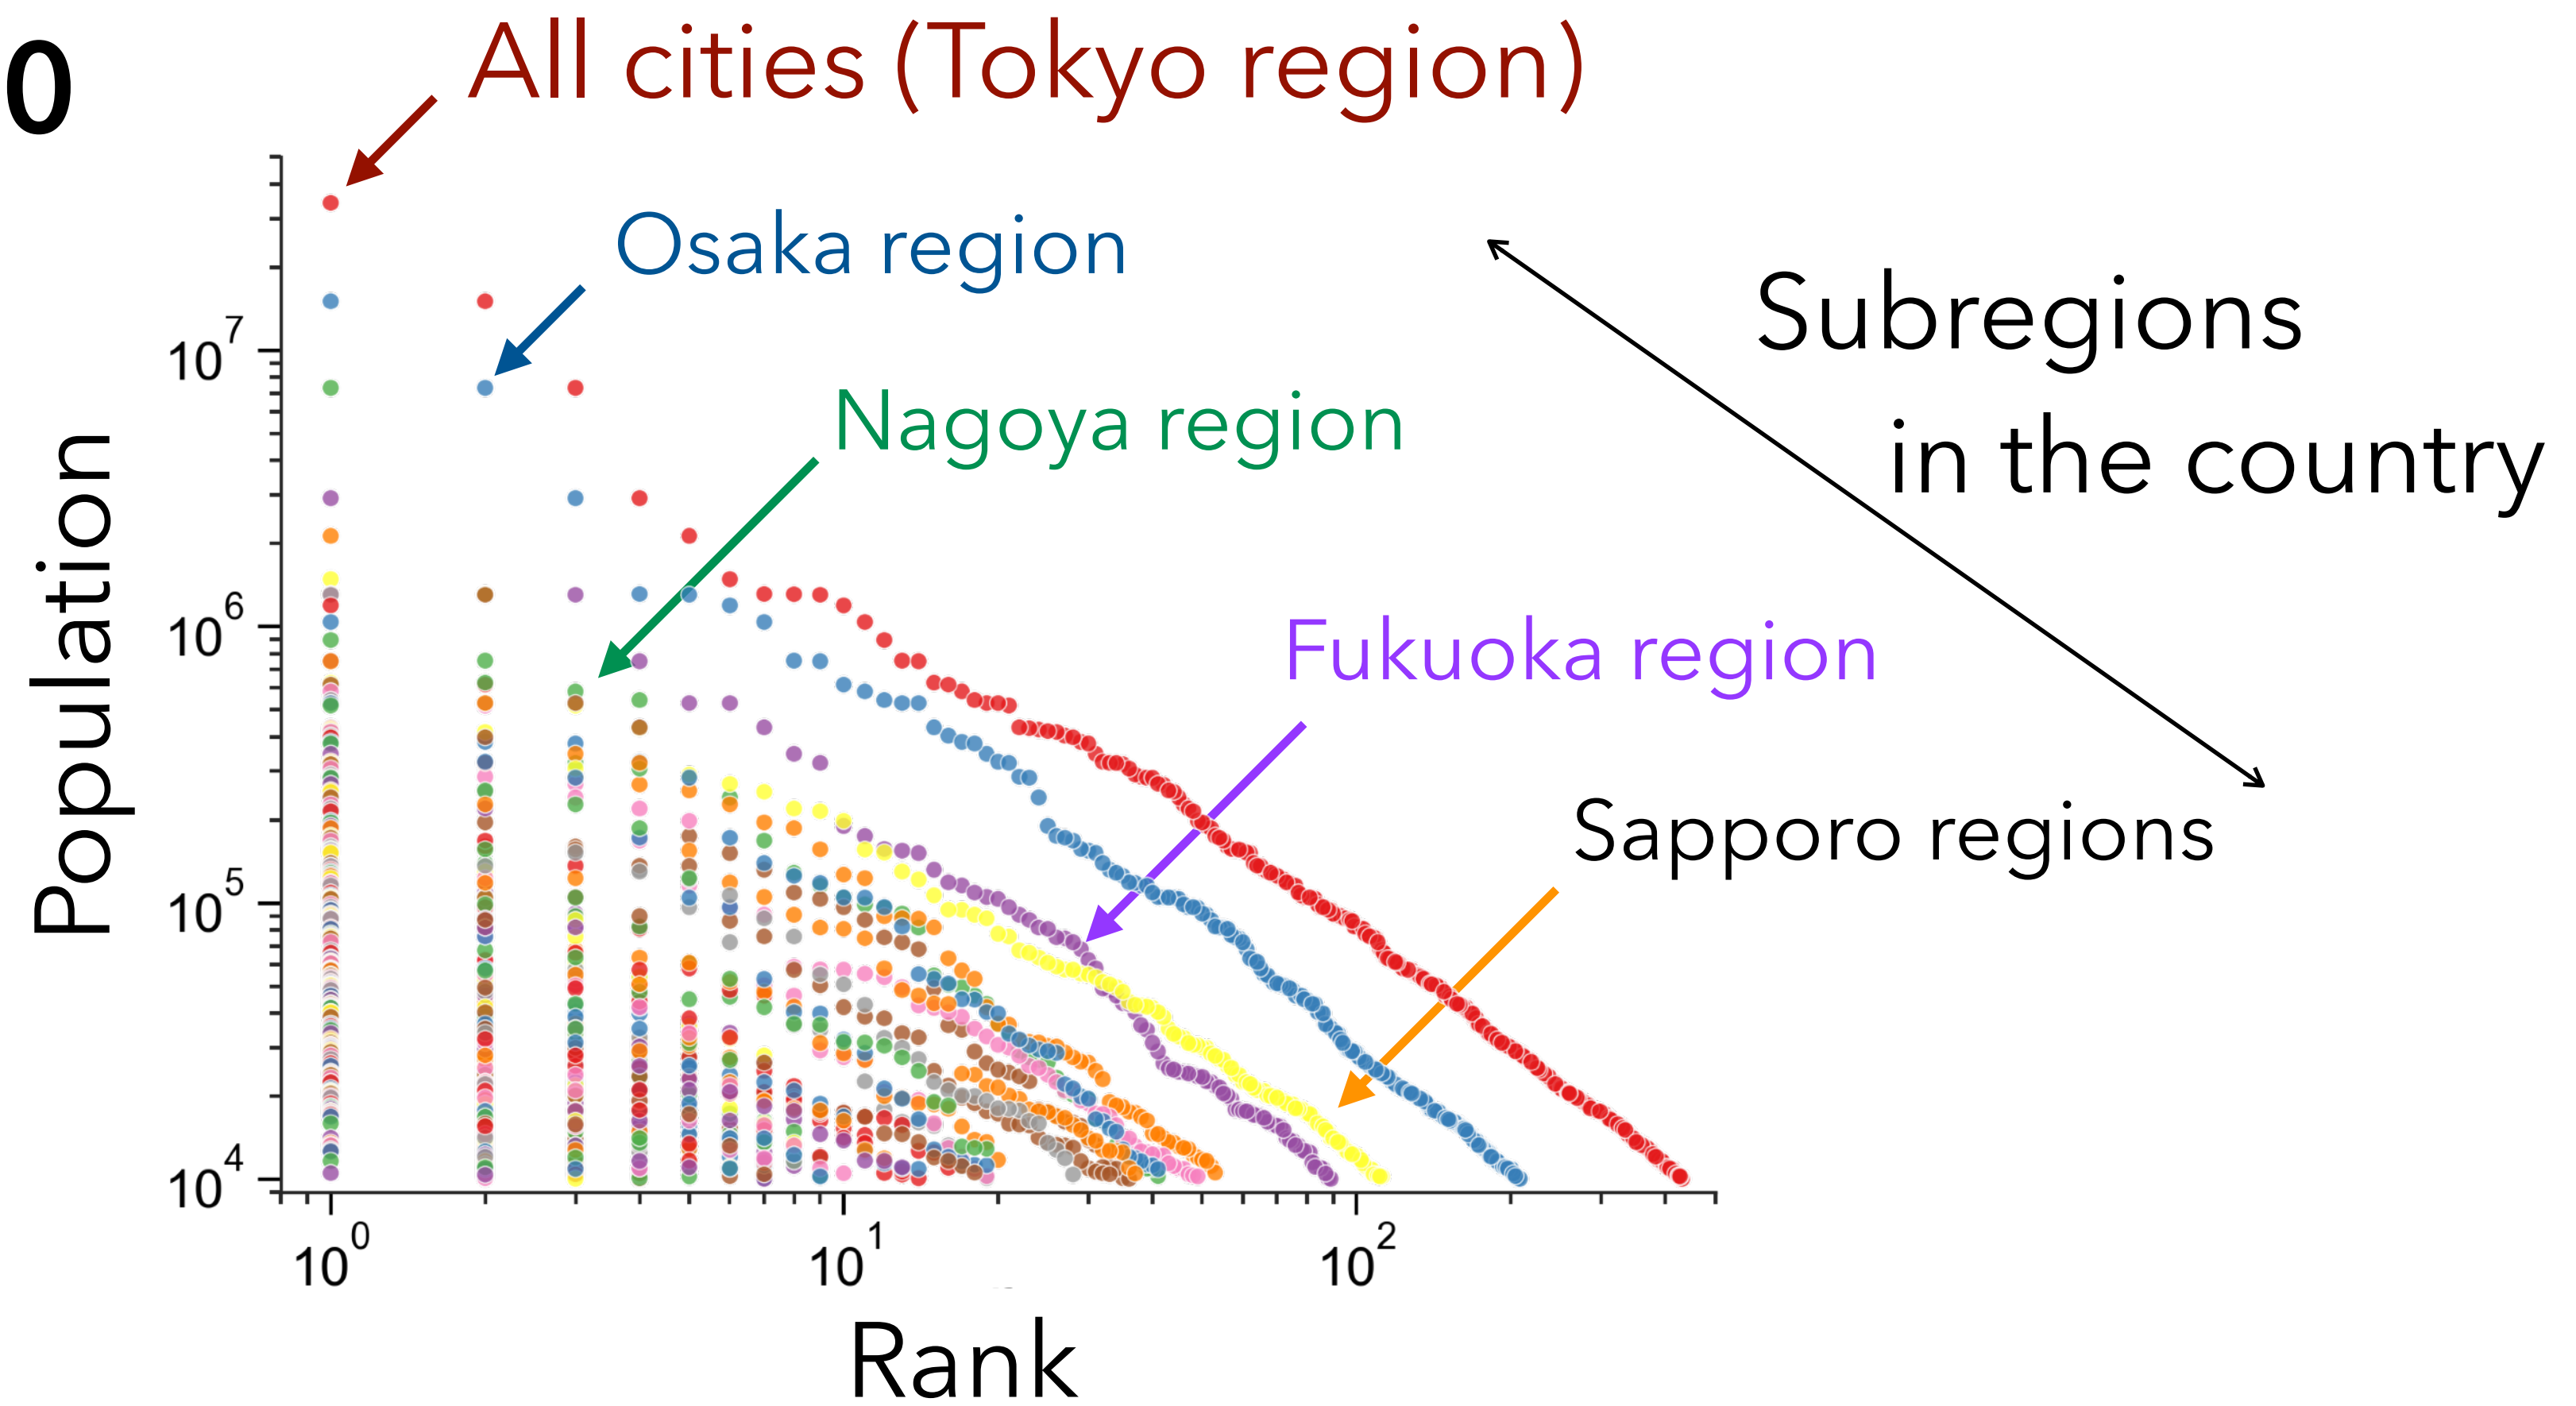 0
All cities (Tokyo region)
Osaka region
Nagoya region
Subregions
in the country
Fukuoka region
Sapporo regions
Population
10^7
10^6
10^5
10^4
10^0 10^1 10^2
Rank